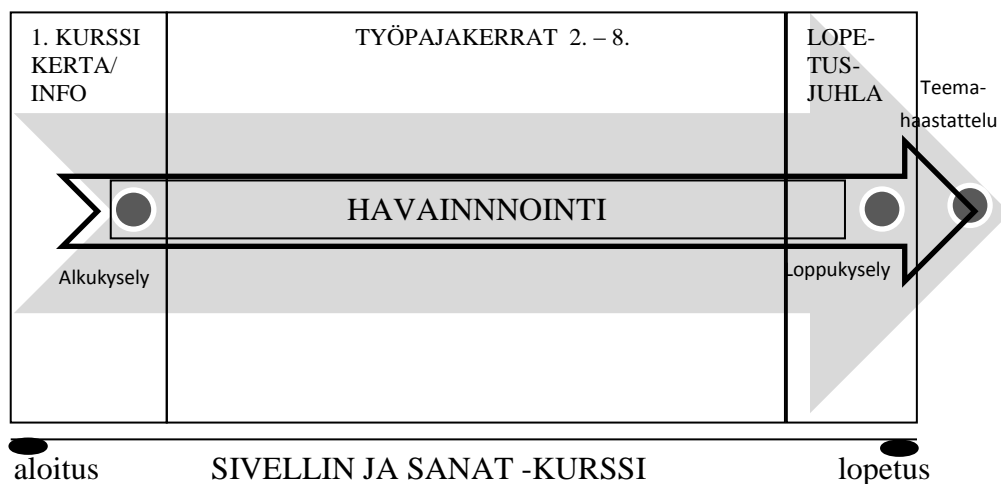 1. KURSSI
KERTA/
INFO
TYÖPAJAKERRAT 2. – 8.
LOPE-
TUS-
JUHLA
Teema-
haastattelu
HAVAINNNOINTI
Alkukysely
Loppukysely
aloitus
SIVELLIN JA SANAT -KURSSI
lopetus